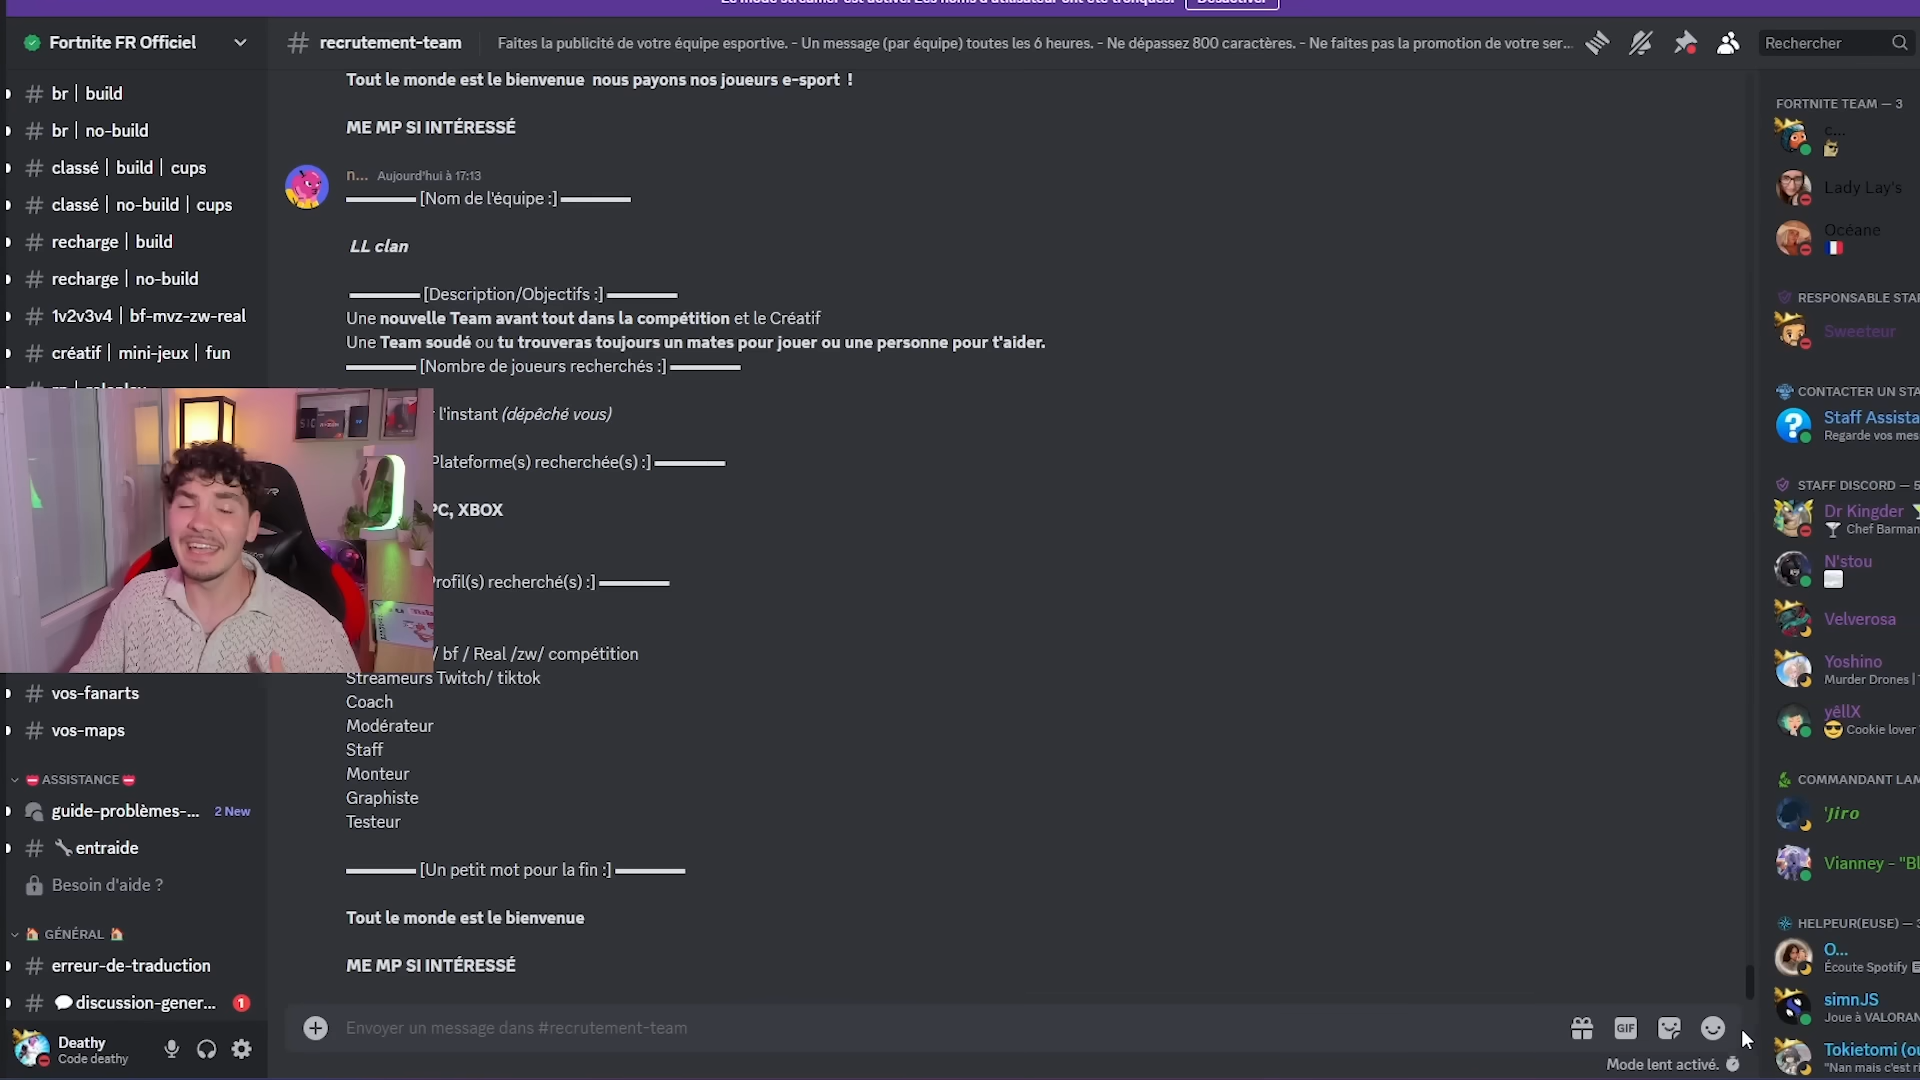 Fortnite FR Officiel
recrutement-team
Faites la publicité de votre équipe esportive. - Un message (par équipe) toutes les 6 heures. - Ne dépassez 800 caractères. - Ne faites pas la promotion de votre ser...
Rechercher
br | build
br | no-build
classé | build | cups
classé | no-build | cups
recharge | build
recharge | no-build
1v2v3v4 | bf-mvz-zw-real
créatif | mini-jeux | fun
vos-fanarts
vos-maps
ASSISTANCE
guide-problèmes-... 2 New
entraide
Besoin d'aide ?
GÉNÉRAL
erreur-de-traduction
discussion-gener... 1
Deathy
Code deathy
Tout le monde est le bienvenue nous payons nos joueurs e-sport !
ME MP SI INTÉRESSÉ
n... Aujourd'hui à 17:13
[Nom de l'équipe :]
LL clan
[Description/Objectifs :]
Une nouvelle Team avant tout dans la compétition et le Créatif
Une Team soudé ou tu trouveras toujours un mates pour jouer ou une personne pour t'aider.
[Nombre de joueurs recherchés :]
l'instant (dépêché vous)
Plateforme(s) recherchée(s) :]
PC, XBOX
Profil(s) recherché(s) :]
/ bf / Real /zw/ compétition
Streameurs Twitch/ tiktok
Coach
Modérateur
Staff
Monteur
Graphiste
Testeur
[Un petit mot pour la fin :]
Tout le monde est le bienvenue
ME MP SI INTÉRESSÉ
Envoyer un message dans #recrutement-team
GIF
Mode lent activé.
FORTNITE TEAM — 3
c...
Lady Lay's
Océane
RESPONSABLE STAF
Sweeteur
CONTACTER UN STA
Staff Assista
Regarde vos mes
STAFF DISCORD — 5
Dr Kingder
Chef Barman
N'stou
Velverosa
Yoshino
Murder Drones |
yêllX
Cookie lover
COMMANDANT LAM
'Jiro
Vianney - "Bl
HELPEUR(EUSE) — 3
O...
Écoute Spotify
simnJS
Joue à VALORAN
Tokietomi (ou
"Nan mais c'est ri